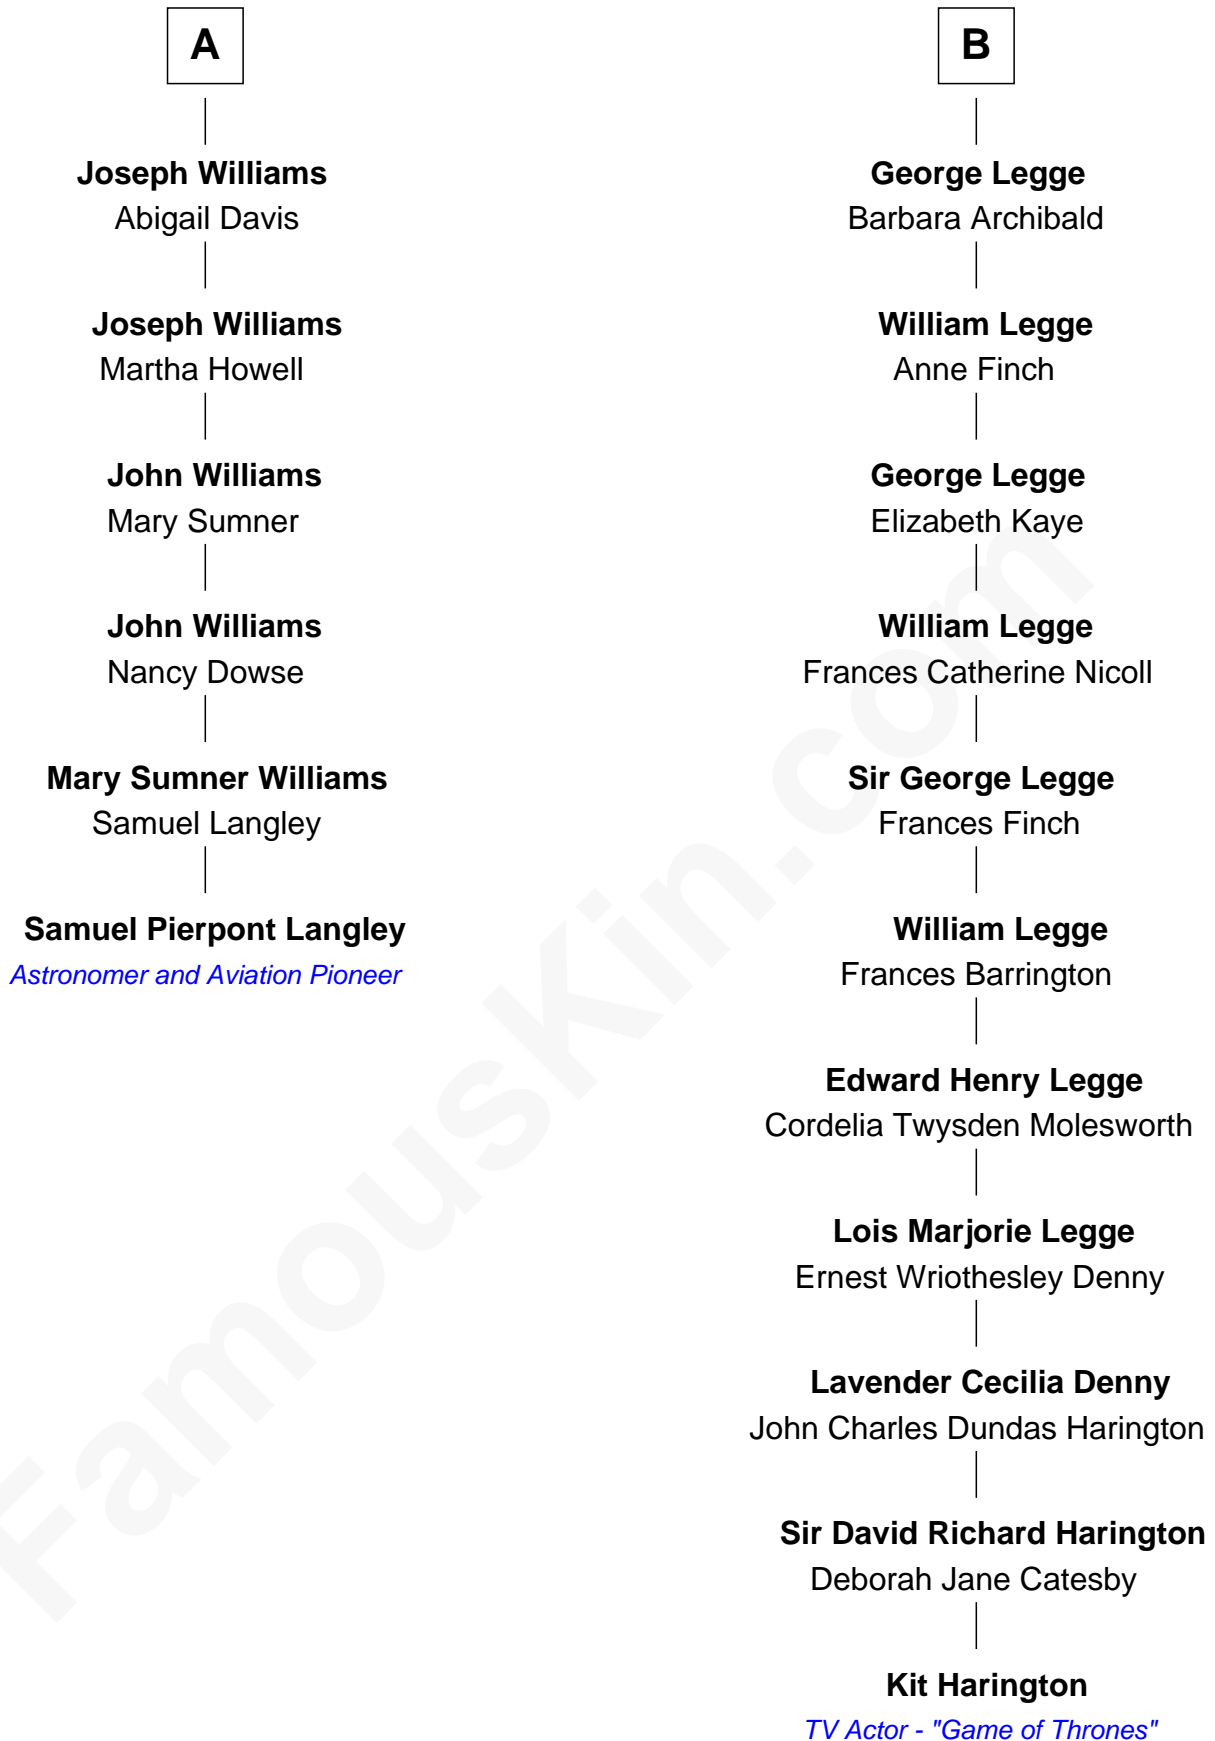 A
Joseph Williams
Abigail Davis
Joseph Williams
Martha Howell
John Williams
Mary Sumner
John Williams
Nancy Dowse
Mary Sumner Williams
Samuel Langley
Samuel Pierpont Langley
Astronomer and Aviation Pioneer
B
George Legge
Barbara Archibald
William Legge
Anne Finch
George Legge
Elizabeth Kaye
William Legge
Frances Catherine Nicoll
Sir George Legge
Frances Finch
William Legge
Frances Barrington
Edward Henry Legge
Cordelia Twysden Molesworth
Lois Marjorie Legge
Ernest Wriothesley Denny
Lavender Cecilia Denny
John Charles Dundas Harington
Sir David Richard Harington
Deborah Jane Catesby
Kit Harington
TV Actor - "Game of Thrones"
FamousKin.com